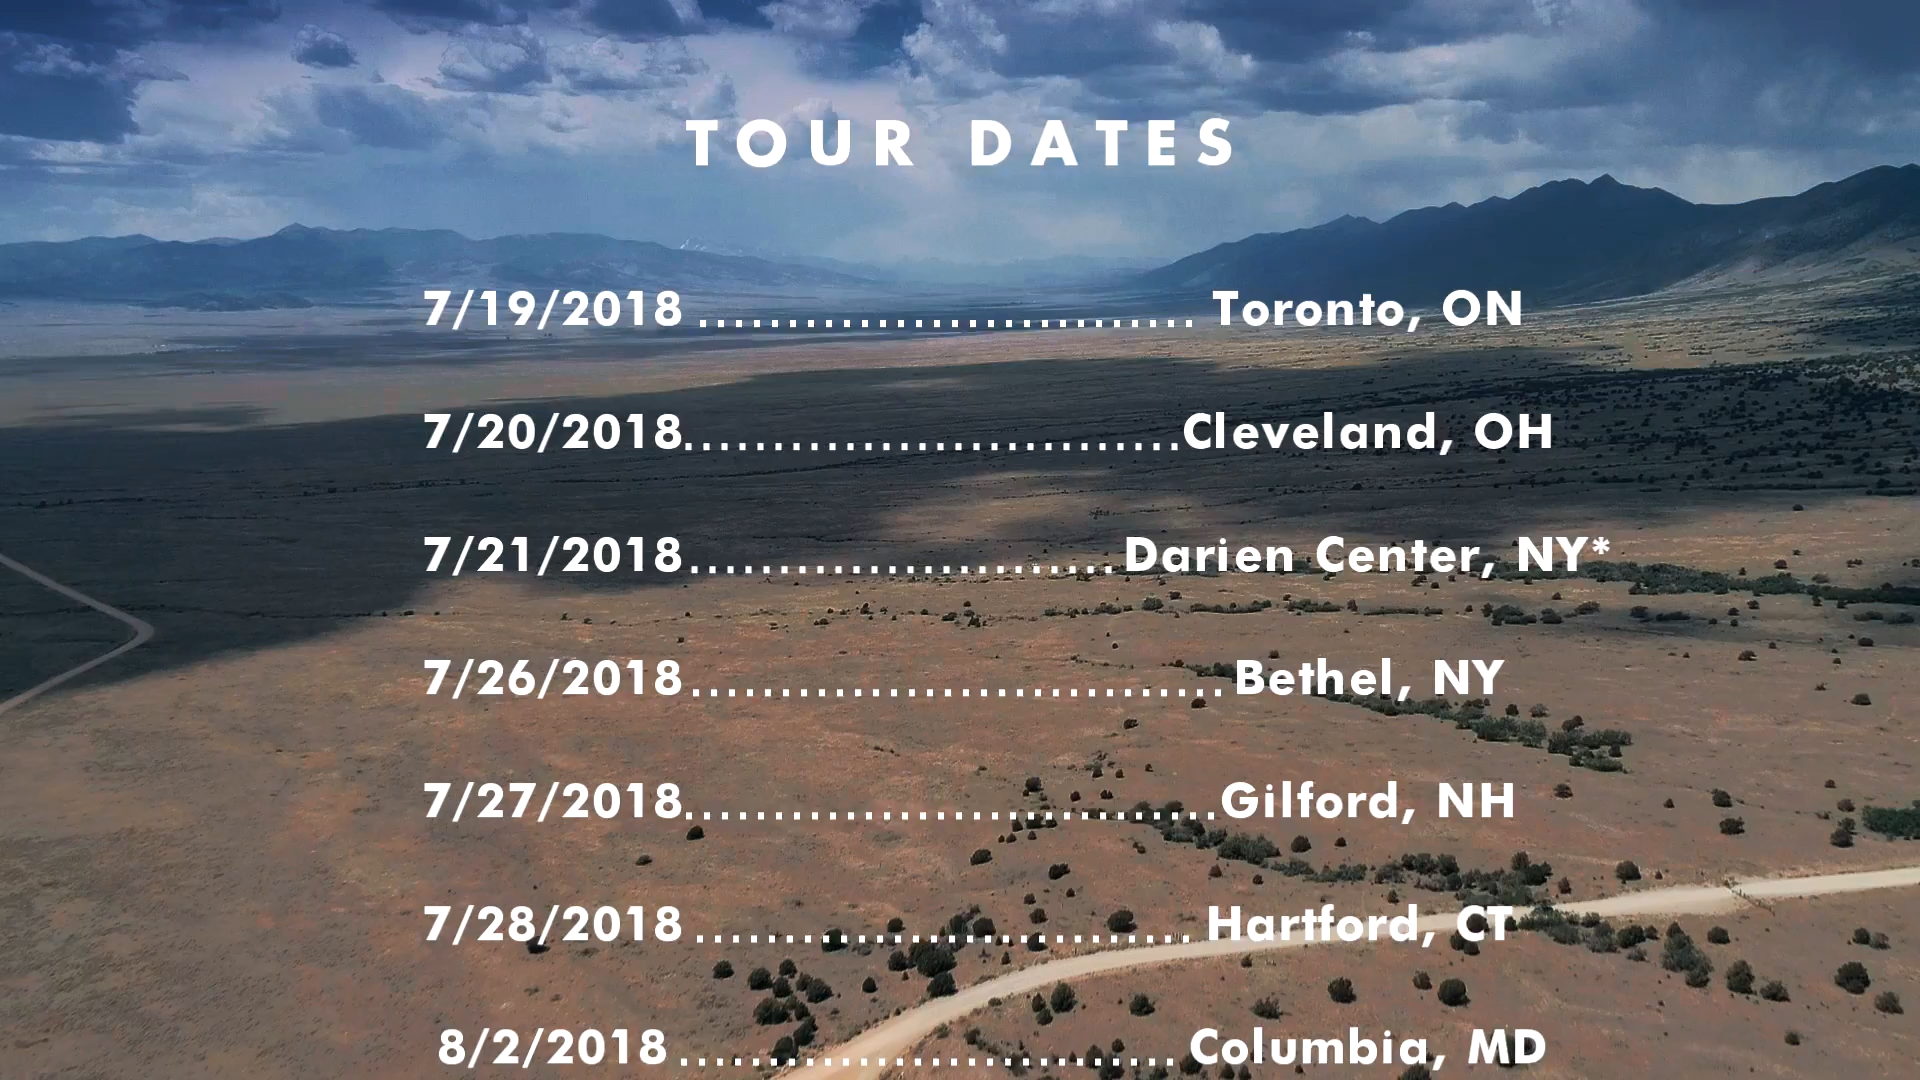 TOUR DATES
7/19/2018 ............................ Toronto, ON
7/20/2018............................Cleveland, OH
7/21/2018........................Darien Center, NY*
7/26/2018..............................Bethel, NY
7/27/2018..............................Gilford, NH
7/28/2018 ............................ Hartford, CT
8/2/2018 ............................ Columbia, MD